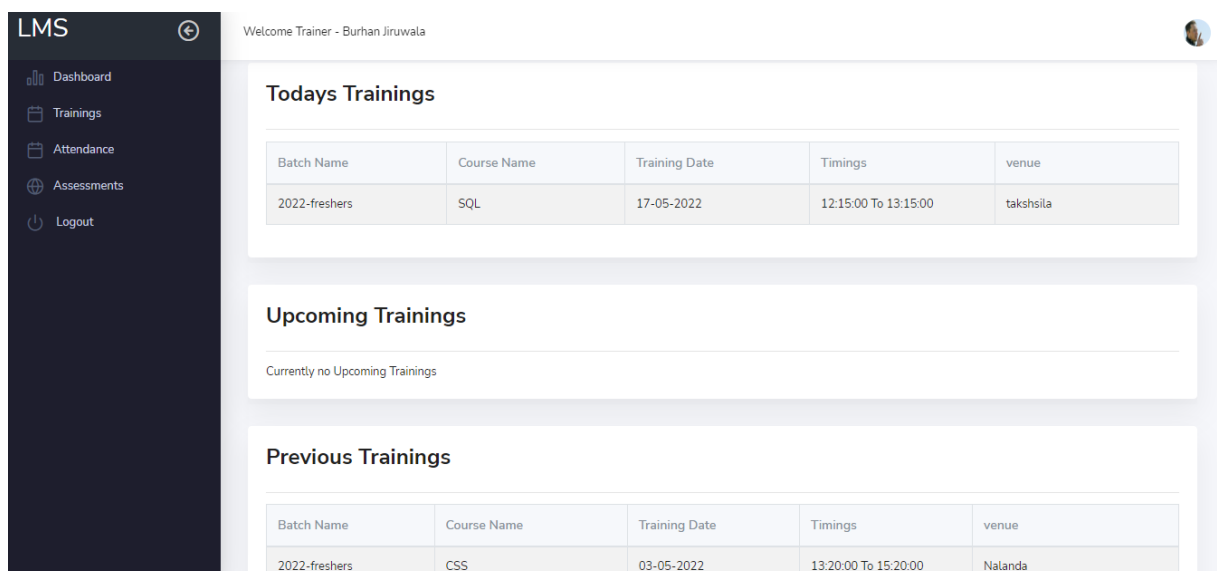 LMS
Welcome Trainer - Burhan Jiruwala
Dashboard
Trainings
Attendance
Assessments
Logout
Todays Trainings
Batch Name Course Name Training Date Timings venue
2022-freshers SQL 17-05-2022 12:15:00 To 13:15:00 takshsila
Upcoming Trainings
Currently no Upcoming Trainings
Previous Trainings
Batch Name Course Name Training Date Timings venue
2022-freshers CSS 03-05-2022 13:20:00 To 15:20:00 Nalanda